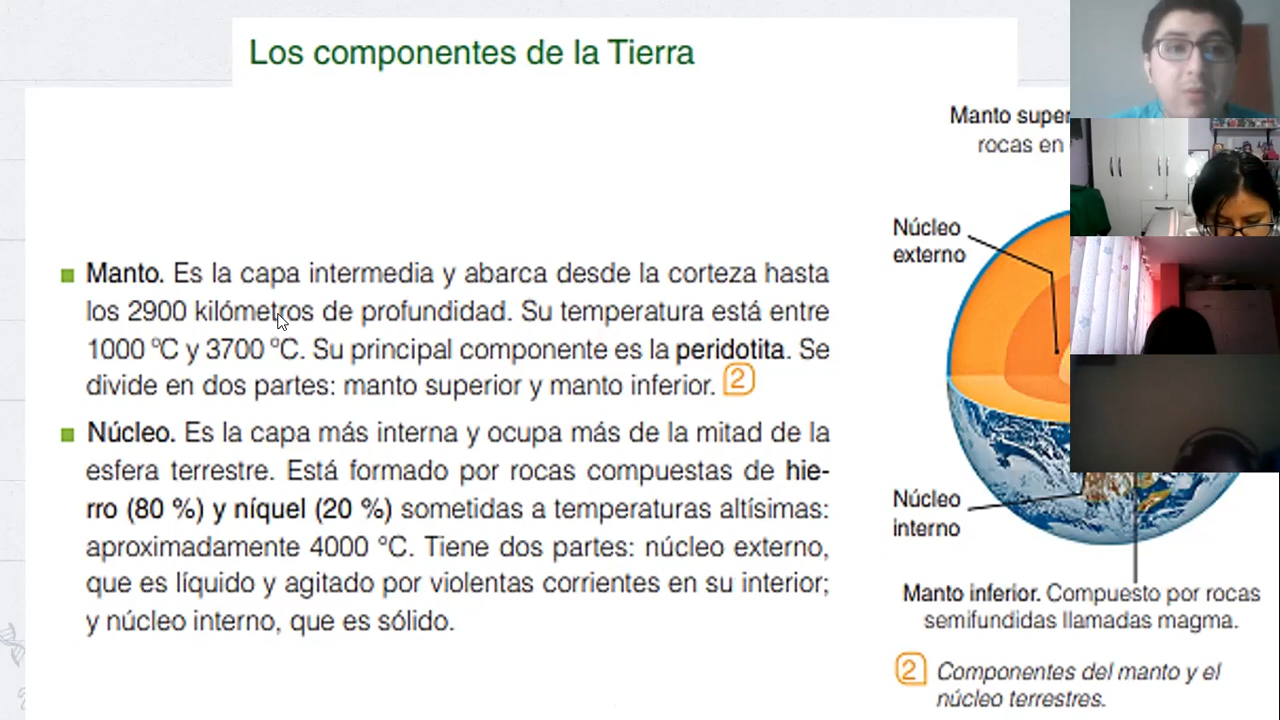 Los componentes de la Tierra
Manto. Es la capa intermedia y abarca desde la corteza hasta
los 2900 kilómetros de profundidad. Su temperatura está entre
1000 ºC y 3700 ºC. Su principal componente es la peridotita. Se
divide en dos partes: manto superior y manto inferior. 2
Núcleo. Es la capa más interna y ocupa más de la mitad de la
esfera terrestre. Está formado por rocas compuestas de hie-
rro (80 %) y níquel (20 %) sometidas a temperaturas altísimas:
aproximadamente 4000 °C. Tiene dos partes: núcleo externo,
que es líquido y agitado por violentas corrientes en su interior;
y núcleo interno, que es sólido.
Manto super
rocas en
Núcleo
externo
Núcleo
interno
Manto inferior. Compuesto por rocas
semifundidas llamadas magma.
2 Componentes del manto y el
núcleo terrestres.